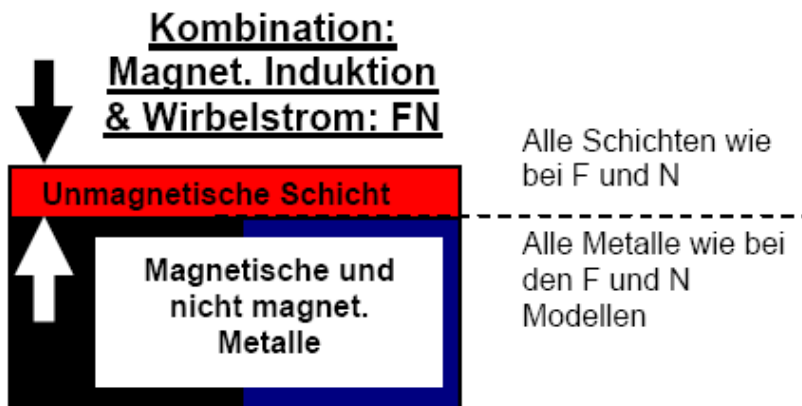 Kombination:
Magnet. Induktion
& Wirbelstrom: FN
Alle Schichten wie
bei F und N
Unmagnetische Schicht
Alle Metalle wie bei
den F und N
Modellen
Magnetische und
nicht magnet.
Metalle